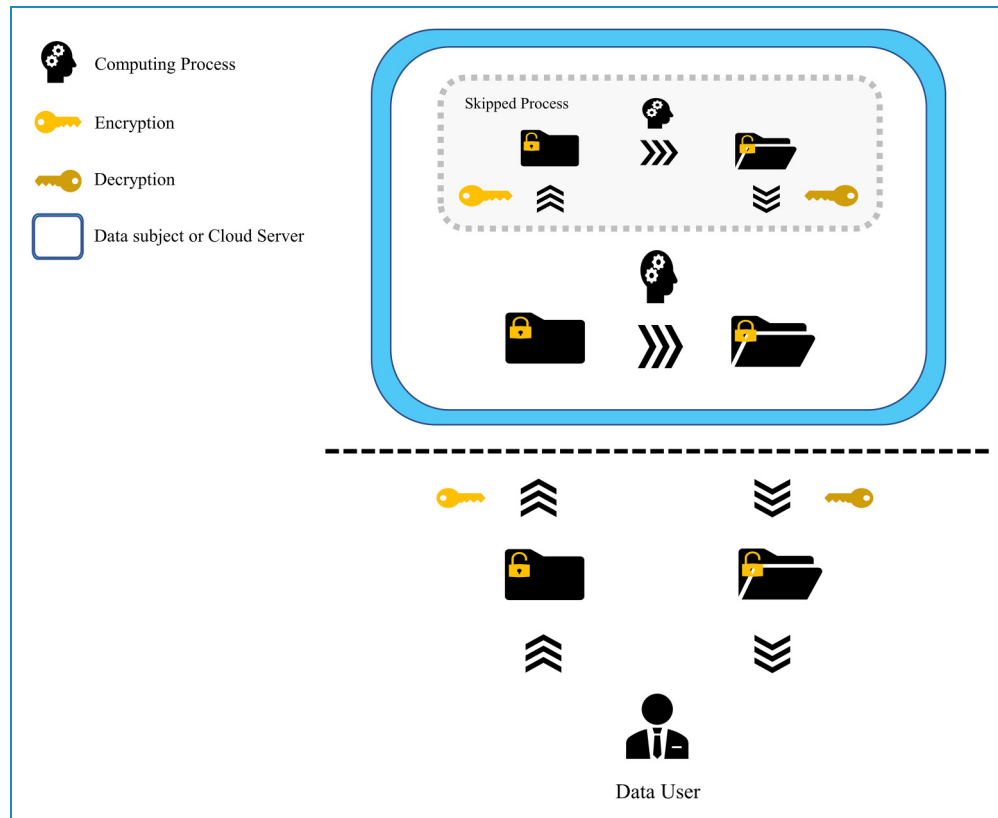 Computing Process
Encryption
Decryption
Data subject or Cloud Server
Skipped Process
Data User